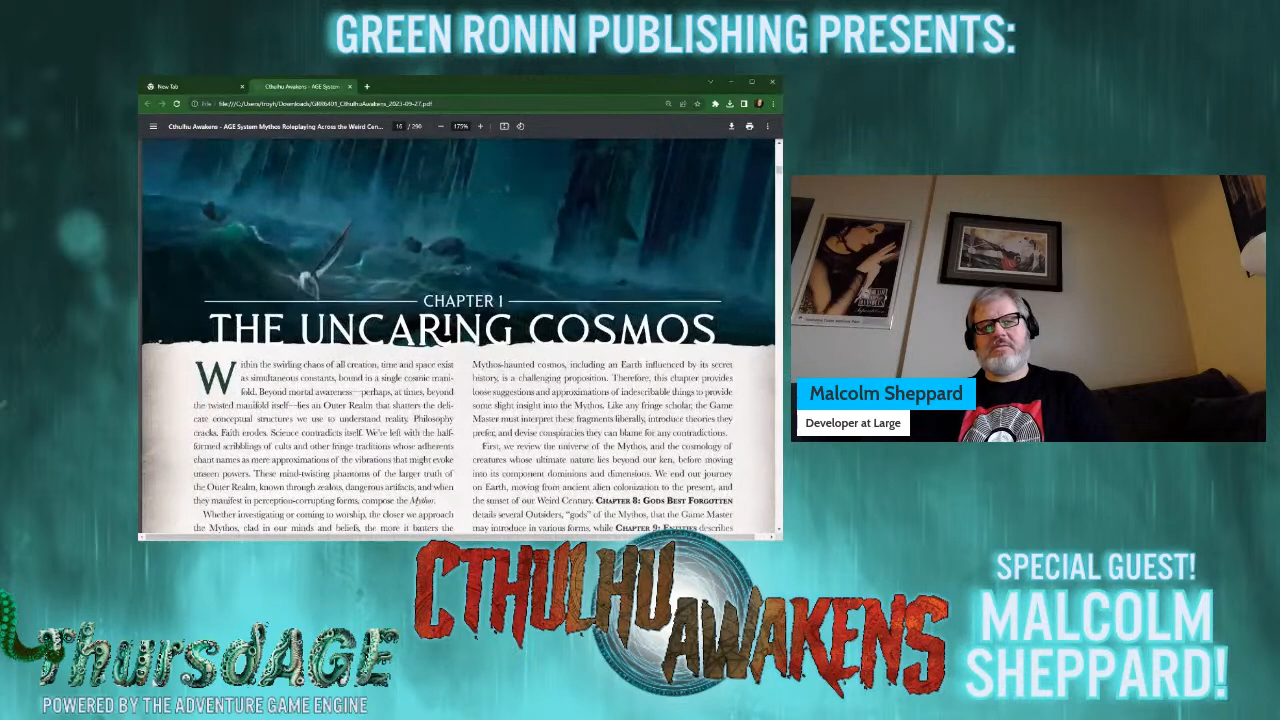 GREEN RONIN PUBLISHING PRESENTS:
New Tab
Cthulhu Awakens - AGE System
File
file:///C:/Users/troyh/Downloads/GRR6401_CthulhuAwakens_2023-09-27.pdf
Cthulhu Awakens - AGE System Mythos Roleplaying Across the Weird Cen...
16 / 290
175%
CHAPTER I
THE UNCARING COSMOS
Within the swirling chaos of all creation, time and space exist
as simultaneous constants, bound in a single cosmic mani-
fold. Beyond mortal awareness—perhaps, at times, beyond
the twisted manifold itself—lies an Outer Realm that shatters the deli-
cate conceptual structures we use to understand reality. Philosophy
cracks. Faith erodes. Science contradicts itself. We're left with the half-
formed scribblings of cults and other fringe traditions whose adherents
chant names as mere approximations of the vibrations that might evoke
unseen powers. These mind-twisting phantoms of the larger truth of
the Outer Realm, known through zealots, dangerous artifacts, and when
they manifest in perception-corrupting forms, compose the Mythos.
Whether investigating or coming to worship, the closer we approach
the Mythos, clad in our minds and beliefs, the more it batters the
Mythos-haunted cosmos, including an Earth influenced by its secret
history, is a challenging proposition. Therefore, this chapter provides
loose suggestions and approximations of indescribable things to provide
some slight insight into the Mythos. Like any fringe scholar, the Game
Master must interpret these fragments liberally, introduce theories they
prefer, and devise conspiracies they can blame for any contradictions.
First, we review the universe of the Mythos, and the cosmology of
creatures whose ultimate nature lies beyond our ken, before moving
into its component dominions and dimensions. We end our journey
on Earth, moving from ancient alien colonization to the present, and
the sunset of our Weird Century. CHAPTER 8: GODS BEST FORGOTTEN
details several Outsiders, “gods” of the Mythos, that the Game Master
may introduce in various forms, while CHAPTER 9: ENTITIES describes
Malcolm Sheppard
Developer at Large
CTHULHU
AWAKENS
ThursdAGE
POWERED BY THE ADVENTURE GAME ENGINE
SPECIAL GUEST!
MALCOLM
SHEPPARD!